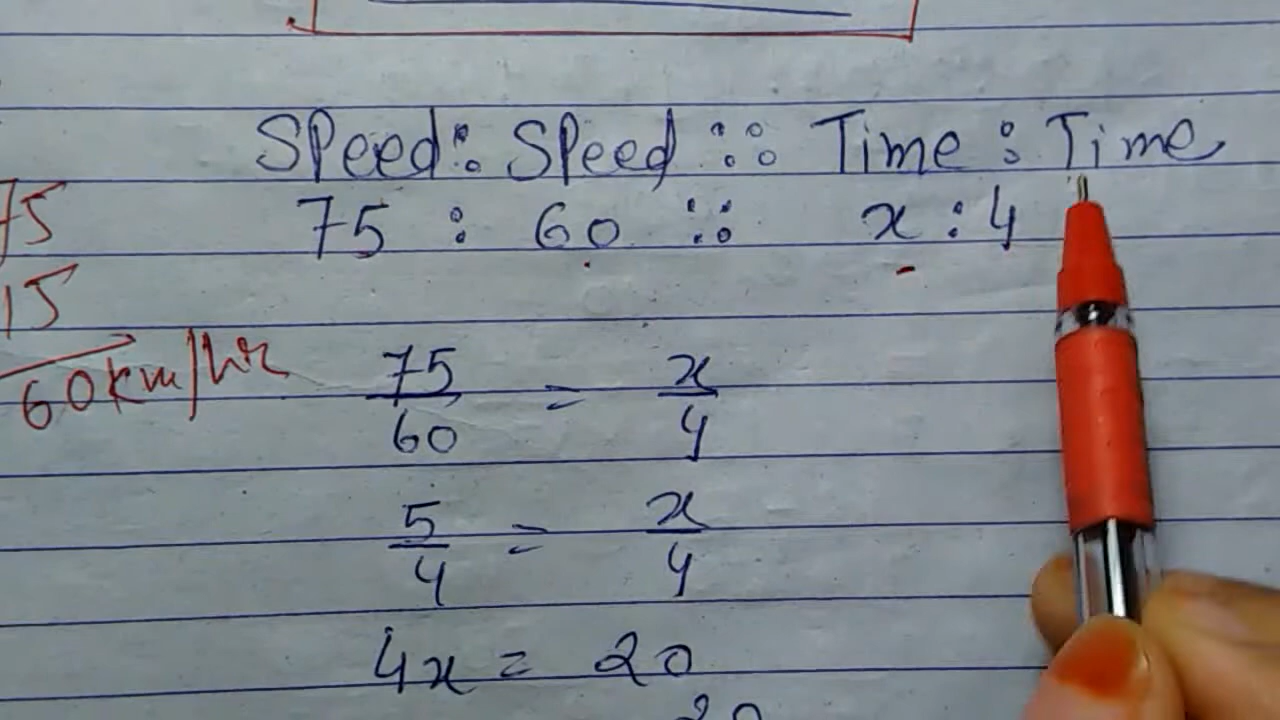 Speed : Speed :: Time : Time
75
75 : 60 :: x : 4
15
60km/hr
75/60 = x/4
5/4 = x/4
4x = 20
20